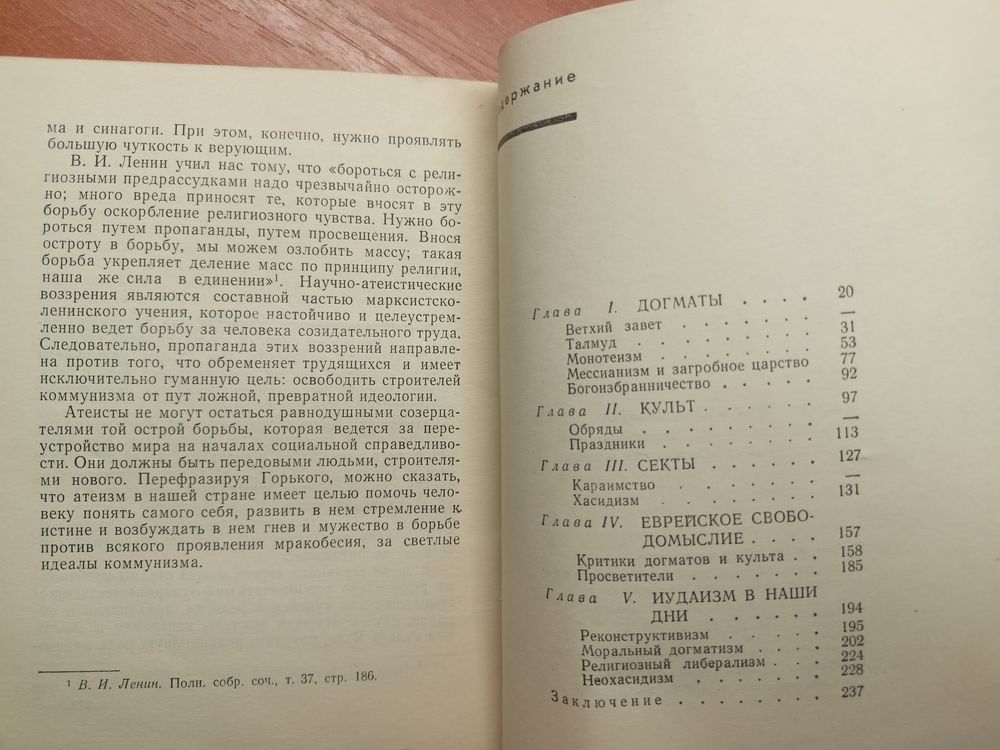 ма и синагоги. При этом, конечно, нужно проявлять
большую чуткость к верующим.
В. И. Ленин учил нас тому, что «бороться с рели-
гиозными предрассудками надо чрезвычайно осторож-
но; много вреда приносят те, которые вносят в эту
борьбу оскорбление религиозного чувства. Нужно бо-
роться путем пропаганды, путем просвещения. Внося
остроту в борьбу, мы можем озлобить массу; такая
борьба укрепляет деление масс по принципу религии,
наша же сила в единении»¹. Научно-атеистические
воззрения являются составной частью марксистско-
ленинского учения, которое настойчиво и целеустрем-
ленно ведет борьбу за человека созидательного труда.
Следовательно, пропаганда этих воззрений направле-
на против того, что обременяет трудящихся и имеет
исключительно гуманную цель: освободить строителей
коммунизма от пут ложной, превратной идеологии.
Атеисты не могут остаться равнодушными созерца-
телями той острой борьбы, которая ведется за пере-
устройство мира на началах социальной справедливо-
сти. Они должны быть передовыми людьми, строителя-
ми нового. Перефразируя Горького, можно сказать,
что атеизм в нашей стране имеет целью помочь чело-
веку понять самого себя, развить в нем стремление к
истине и возбуждать в нем гнев и мужество в борьбе
против всякого проявления мракобесия, за светлые
идеалы коммунизма.
¹ В. И. Ленин. Полн. собр. соч., т. 37, стр. 186.
держание
Глава I. ДОГМАТЫ . . . . 20
Ветхий завет . . . . . . . —
Талмуд . . . . . . . . 31
Монотеизм . . . . . . . 53
Мессианизм и загробное царство 77
Богоизбранничество . . . . . 92
Глава II. КУЛЬТ . . . . . 97
Обряды . . . . . . . . —
Праздники . . . . . . . 113
Глава III. СЕКТЫ . . . . . 127
Караимство . . . . . . . —
Хасидизм . . . . . . . 131
Глава IV. ЕВРЕЙСКОЕ СВОБО-
ДОМЫСЛИЕ . . . . 157
Критики догматов и культа . . 158
Просветители . . . . . . . 185
Глава V. ИУДАИЗМ В НАШИ
ДНИ . . . . . . 194
Реконструктивизм . . . . . 195
Моральный догматизм . . . . 202
Религиозный либерализм . . . 224
Неохасидизм . . . . . . . 228
Заключение . . . . . . . . 237